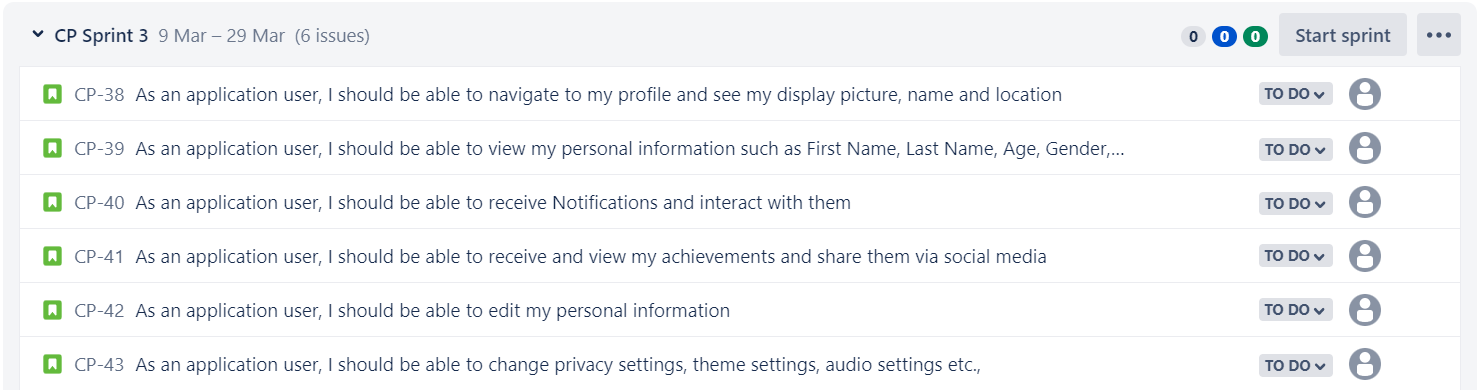 CP Sprint 3 9 Mar – 29 Mar (6 issues) 0 0 0 Start sprint
CP-38 As an application user, I should be able to navigate to my profile and see my display picture, name and location TO DO
CP-39 As an application user, I should be able to view my personal information such as First Name, Last Name, Age, Gender,... TO DO
CP-40 As an application user, I should be able to receive Notifications and interact with them TO DO
CP-41 As an application user, I should be able to receive and view my achievements and share them via social media TO DO
CP-42 As an application user, I should be able to edit my personal information TO DO
CP-43 As an application user, I should be able to change privacy settings, theme settings, audio settings etc., TO DO